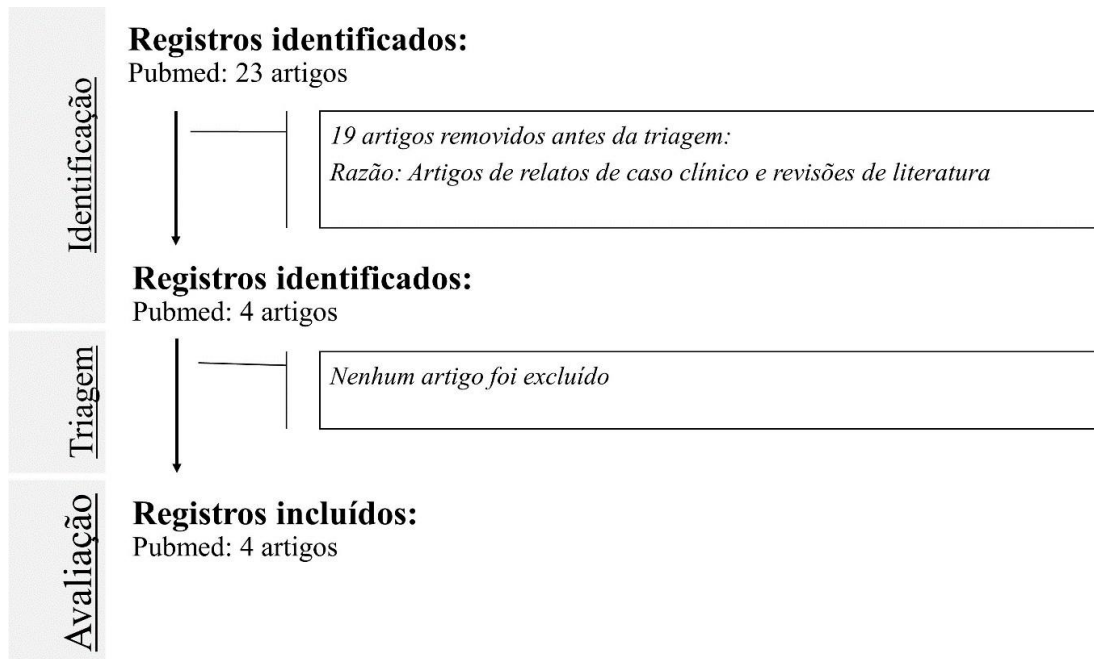 Identificação
Registros identificados:
Pubmed: 23 artigos
19 artigos removidos antes da triagem:
Razão: Artigos de relatos de caso clínico e revisões de literatura
Registros identificados:
Pubmed: 4 artigos
Triagem
Nenhum artigo foi excluído
Avaliação
Registros incluídos:
Pubmed: 4 artigos